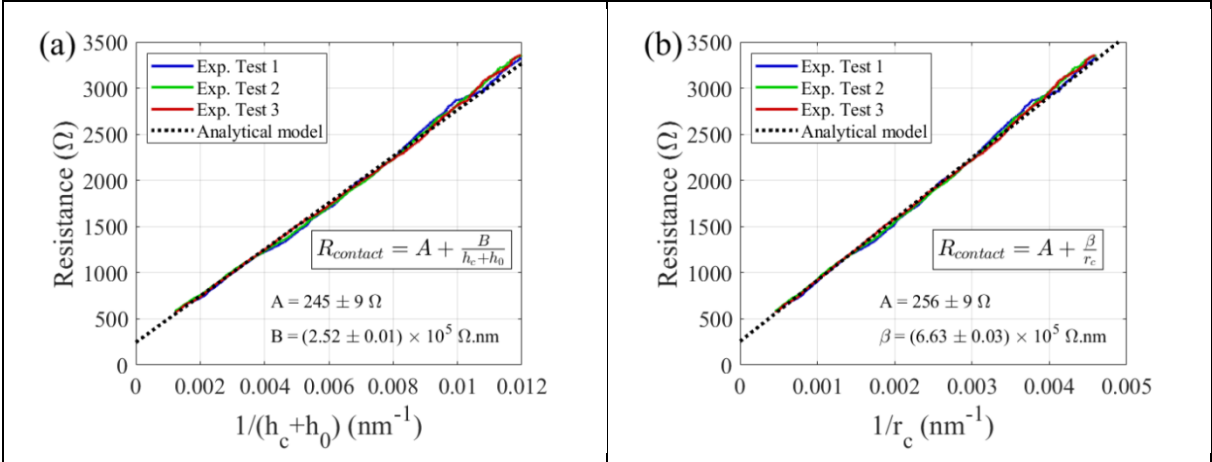 (a)
3500
3000
2500
2000
1500
1000
500
0
Resistance (Ω)
Exp. Test 1
Exp. Test 2
Exp. Test 3
Analytical model
R_contact = A + B/(h_c+h_0)
A = 245 ± 9 Ω
B = (2.52 ± 0.01) × 10^5 Ω.nm
0 0.002 0.004 0.006 0.008 0.01 0.012
1/(h_c+h_0) (nm^-1)
(b)
3500
3000
2500
2000
1500
1000
500
0
Resistance (Ω)
Exp. Test 1
Exp. Test 2
Exp. Test 3
Analytical model
R_contact = A + β/r_c
A = 256 ± 9 Ω
β = (6.63 ± 0.03) × 10^5 Ω.nm
0 0.001 0.002 0.003 0.004 0.005
1/r_c (nm^-1)